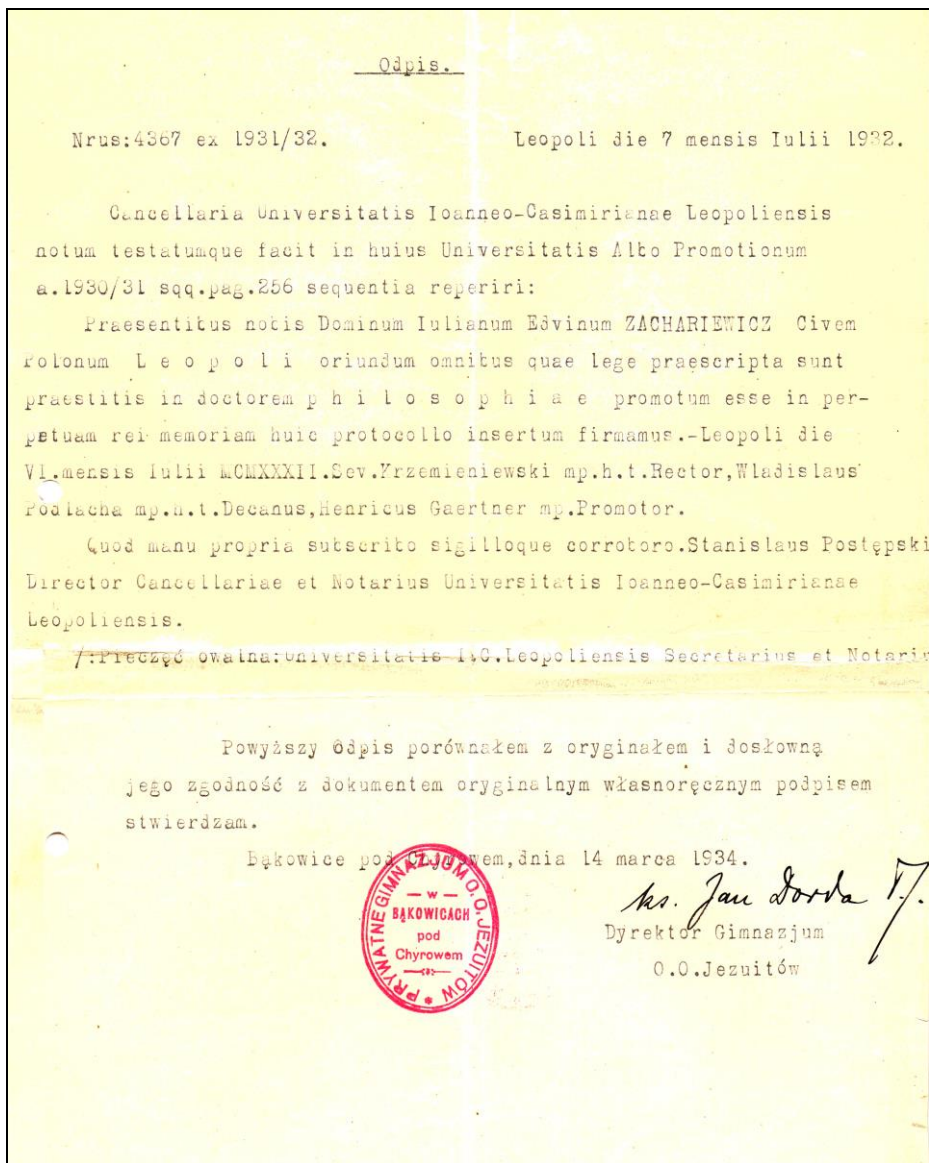 Odpis.
Nrus:4367 ex 1931/32. Leopoli die 7 mensis Iulii 1932.
Cancellaria Universitatis Ioanneo-Casimirianae Leopoliensis
notum testatumque facit in huius Universitatis Albo Promotionum
a.1930/31 sqq.pag.256 sequentia reperiri:
Praesentibus nobis Dominum Iulianum Edvinum ZACHARIEWICZ Civem
Polonum L e o p o l i oriundum omnibus quae lege praescripta sunt
praestitis in doctorem p h i l o s o p h i a e promotum esse in per-
petuam rei memoriam huic protocollo insertum firmamus.-Leopoli die
VI.mensis Iulii MCMXXXII.Sev.Krzemieniewski mp.h.t.Rector,Wladislaus
Podlacha mp.h.t.Decanus,Henricus Gaertner mp.Promotor.
Quod manu propria subscribo sigilloque corroboro.Stanislaus Postępski
Director Cancellariae et Notarius Universitatis Ioanneo-Casimirianae
Leopoliensis.
/:Pieczęć owalna:Universitatis I.C.Leopoliensis Secretarius et Notariu
Powyższy Odpis porównałem z oryginałem i dosłowną
jego zgodność z dokumentem oryginalnym własnoręcznym podpisem
stwierdzam.
Bąkowice pod Chyrowem,dnia 14 marca 1934.
PRYWATNE GIMNAZJUM O.O. JEZUITÓW
— w —
BĄKOWICACH
pod
Chyrowem
ks. Jan Dorda T.J.
Dyrektor Gimnazjum
O.O.Jezuitów